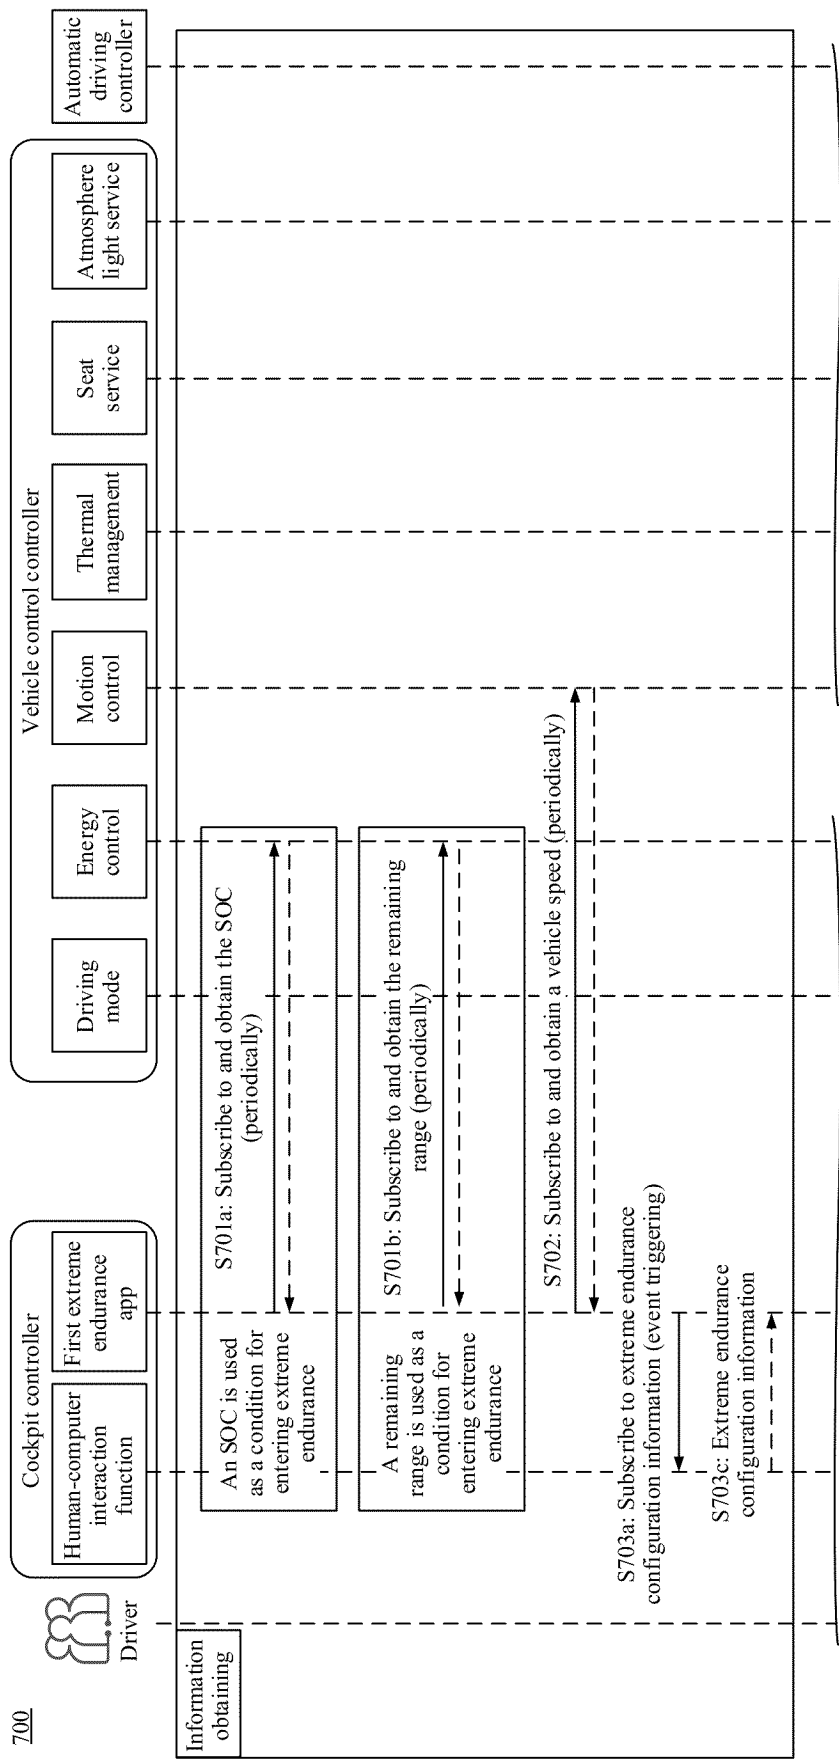 700
Driver
Cockpit controller
Human-computer
interaction
function
First extreme
endurance
app
Vehicle control controller
Driving
mode
Energy
control
Motion
control
Thermal
management
Seat
service
Atmosphere
light service
Automatic
driving
controller
Information
obtaining
An SOC is used
as a condition for
entering extreme
endurance
S701a: Subscribe to and obtain the SOC
(periodically)
A remaining
range is used as a
condition for
entering extreme
endurance
S701b: Subscribe to and obtain the remaining
range (periodically)
S702: Subscribe to and obtain a vehicle speed (periodically)
S703a: Subscribe to extreme endurance
configuration information (event triggering)
S703c: Extreme endurance
configuration information